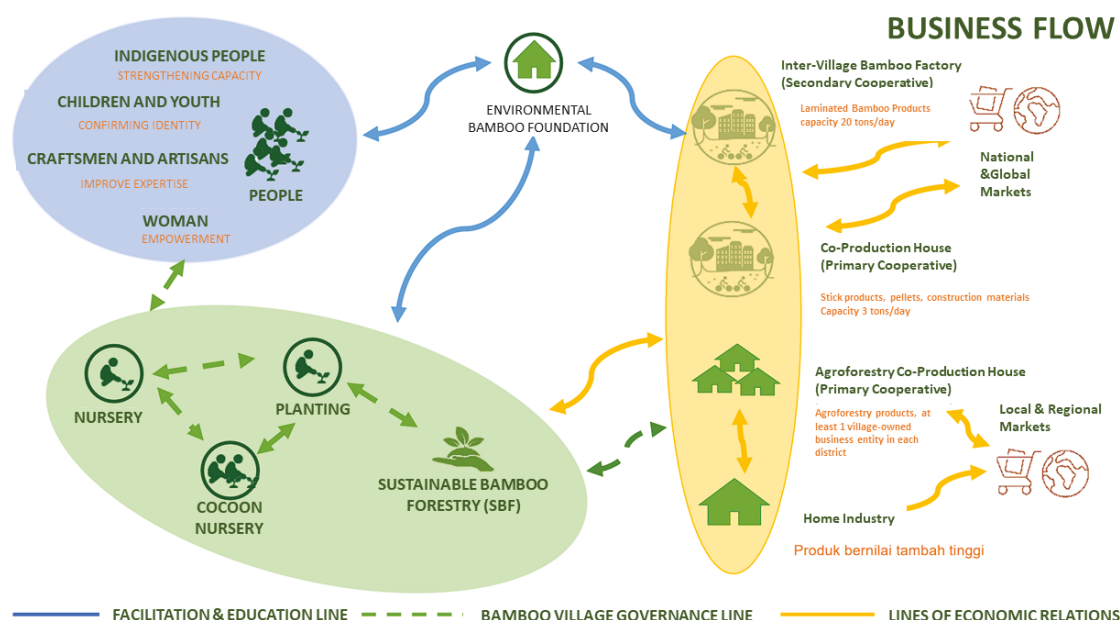 BUSINESS FLOW
INDIGENOUS PEOPLE
STRENGTHENING CAPACITY
CHILDREN AND YOUTH
CONFIRMING IDENTITY
CRAFTSMEN AND ARTISANS
IMPROVE EXPERTISE
PEOPLE
WOMAN
EMPOWERMENT
ENVIRONMENTAL
BAMBOO FOUNDATION
Inter-Village Bamboo Factory
(Secondary Cooperative)
Laminated Bamboo Products
capacity 20 tons/day
National
&Global
Markets
Co-Production House
(Primary Cooperative)
Stick products, pellets, construction materials
Capacity 3 tons/day
Agroforestry Co-Production House
(Primary Cooperative)
Agroforestry products, at
least 1 village-owned
business entity in each
district
Local & Regional
Markets
Home Industry
Produk bernilai tambah tinggi
NURSERY
PLANTING
COCOON
NURSERY
SUSTAINABLE BAMBOO
FORESTRY (SBF)
FACILITATION & EDUCATION LINE
BAMBOO VILLAGE GOVERNANCE LINE
LINES OF ECONOMIC RELATIONS